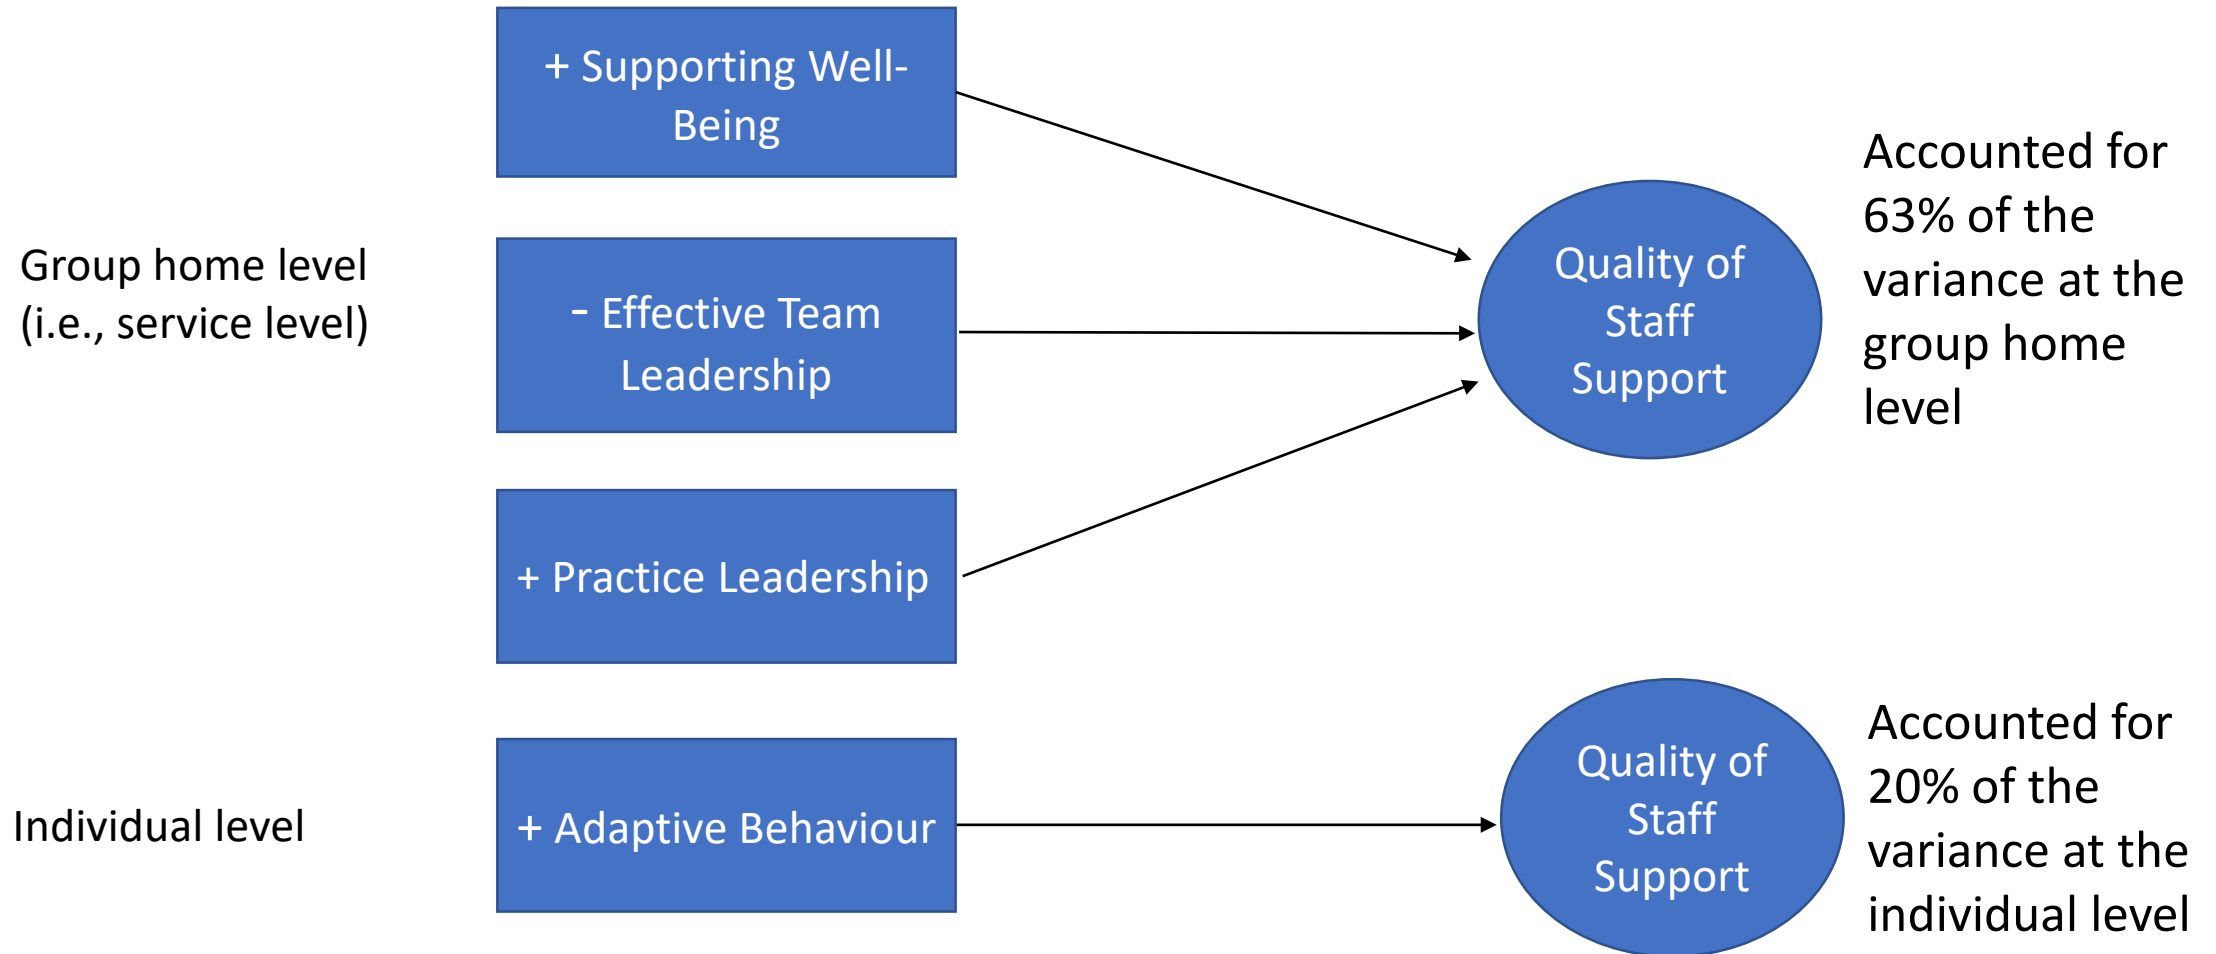 + Supporting Well-
Being
Group home level
(i.e., service level)
- Effective Team
Leadership
+ Practice Leadership
Quality of
Staff
Support
Accounted for
63% of the
variance at the
group home
level
Individual level
+ Adaptive Behaviour
Quality of
Staff
Support
Accounted for
20% of the
variance at the
individual level